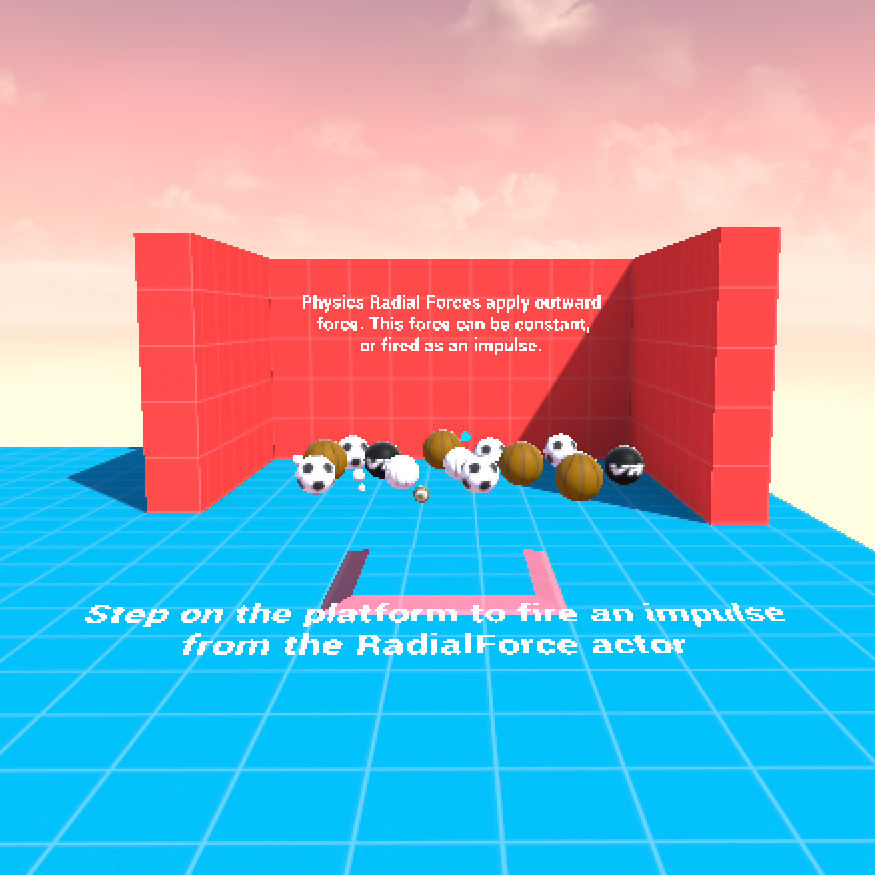 Physics Radial Forces apply outward
force. This force can be constant,
or fired as an impulse.
Step on the platform to fire an impulse
from the RadialForce actor